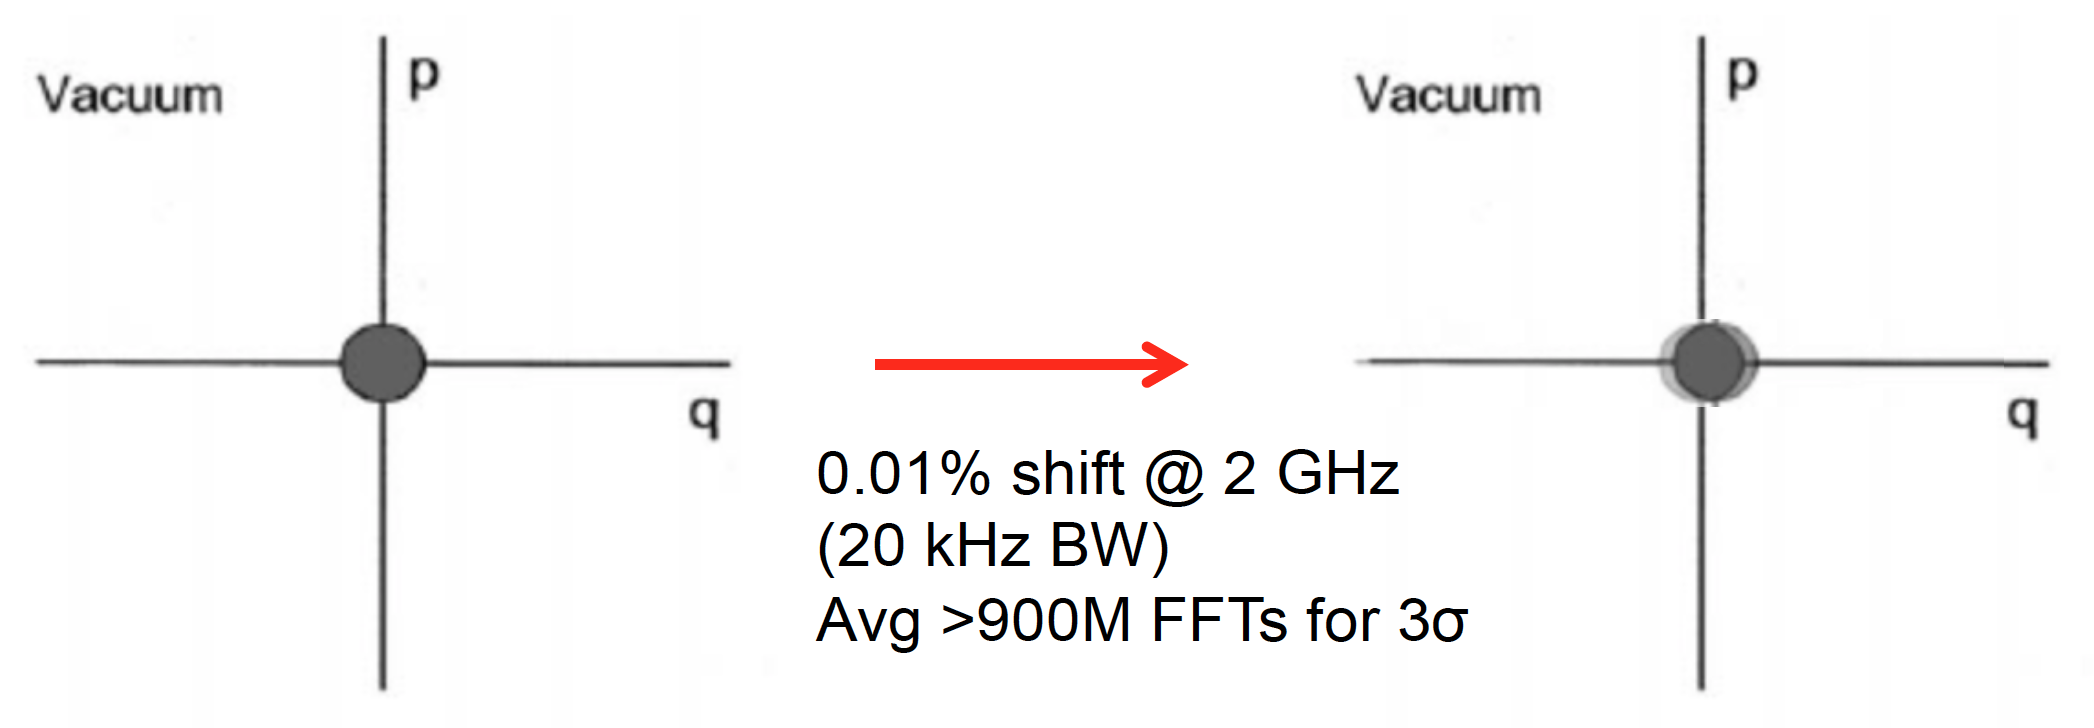 Vacuum
p
q
0.01% shift @ 2 GHz
(20 kHz BW)
Avg >900M FFTs for 3σ
Vacuum
p
q